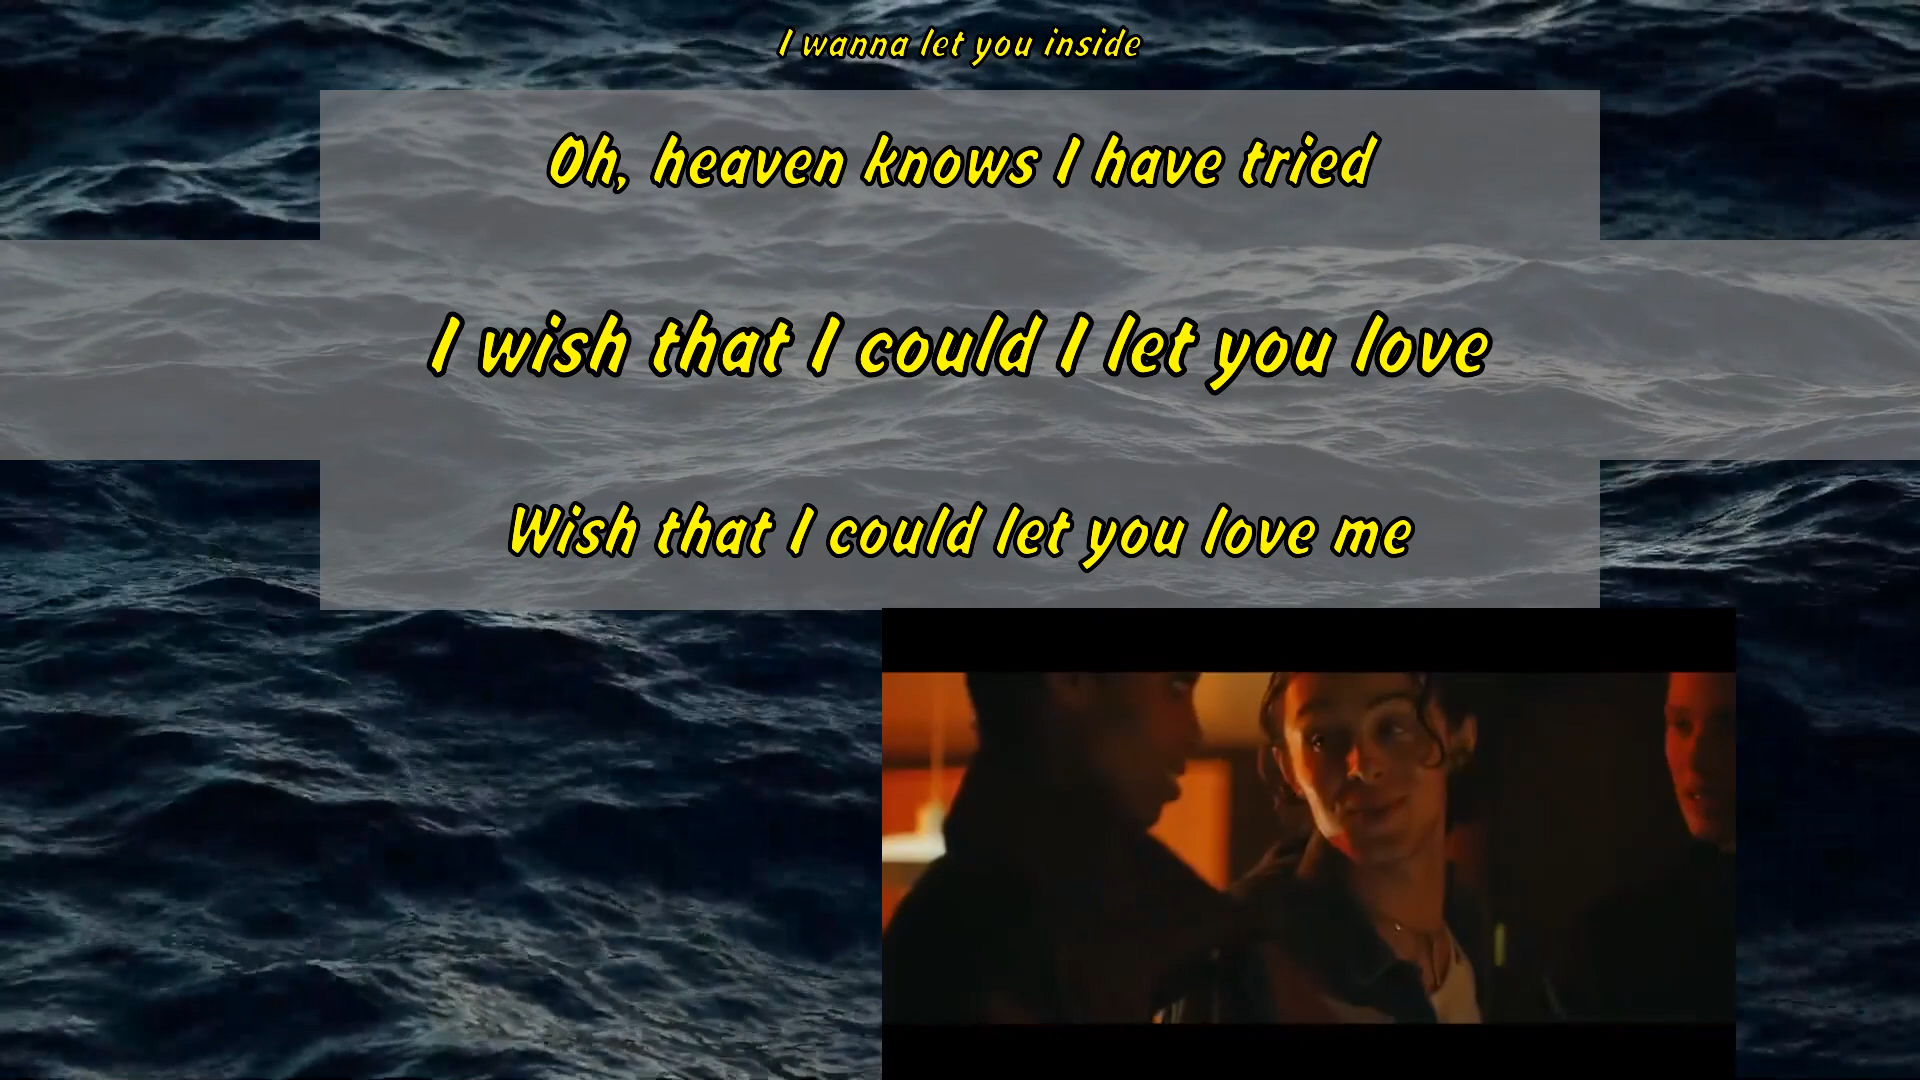 I wanna let you inside
Oh, heaven knows I have tried
I wish that I could I let you love
Wish that I could let you love me